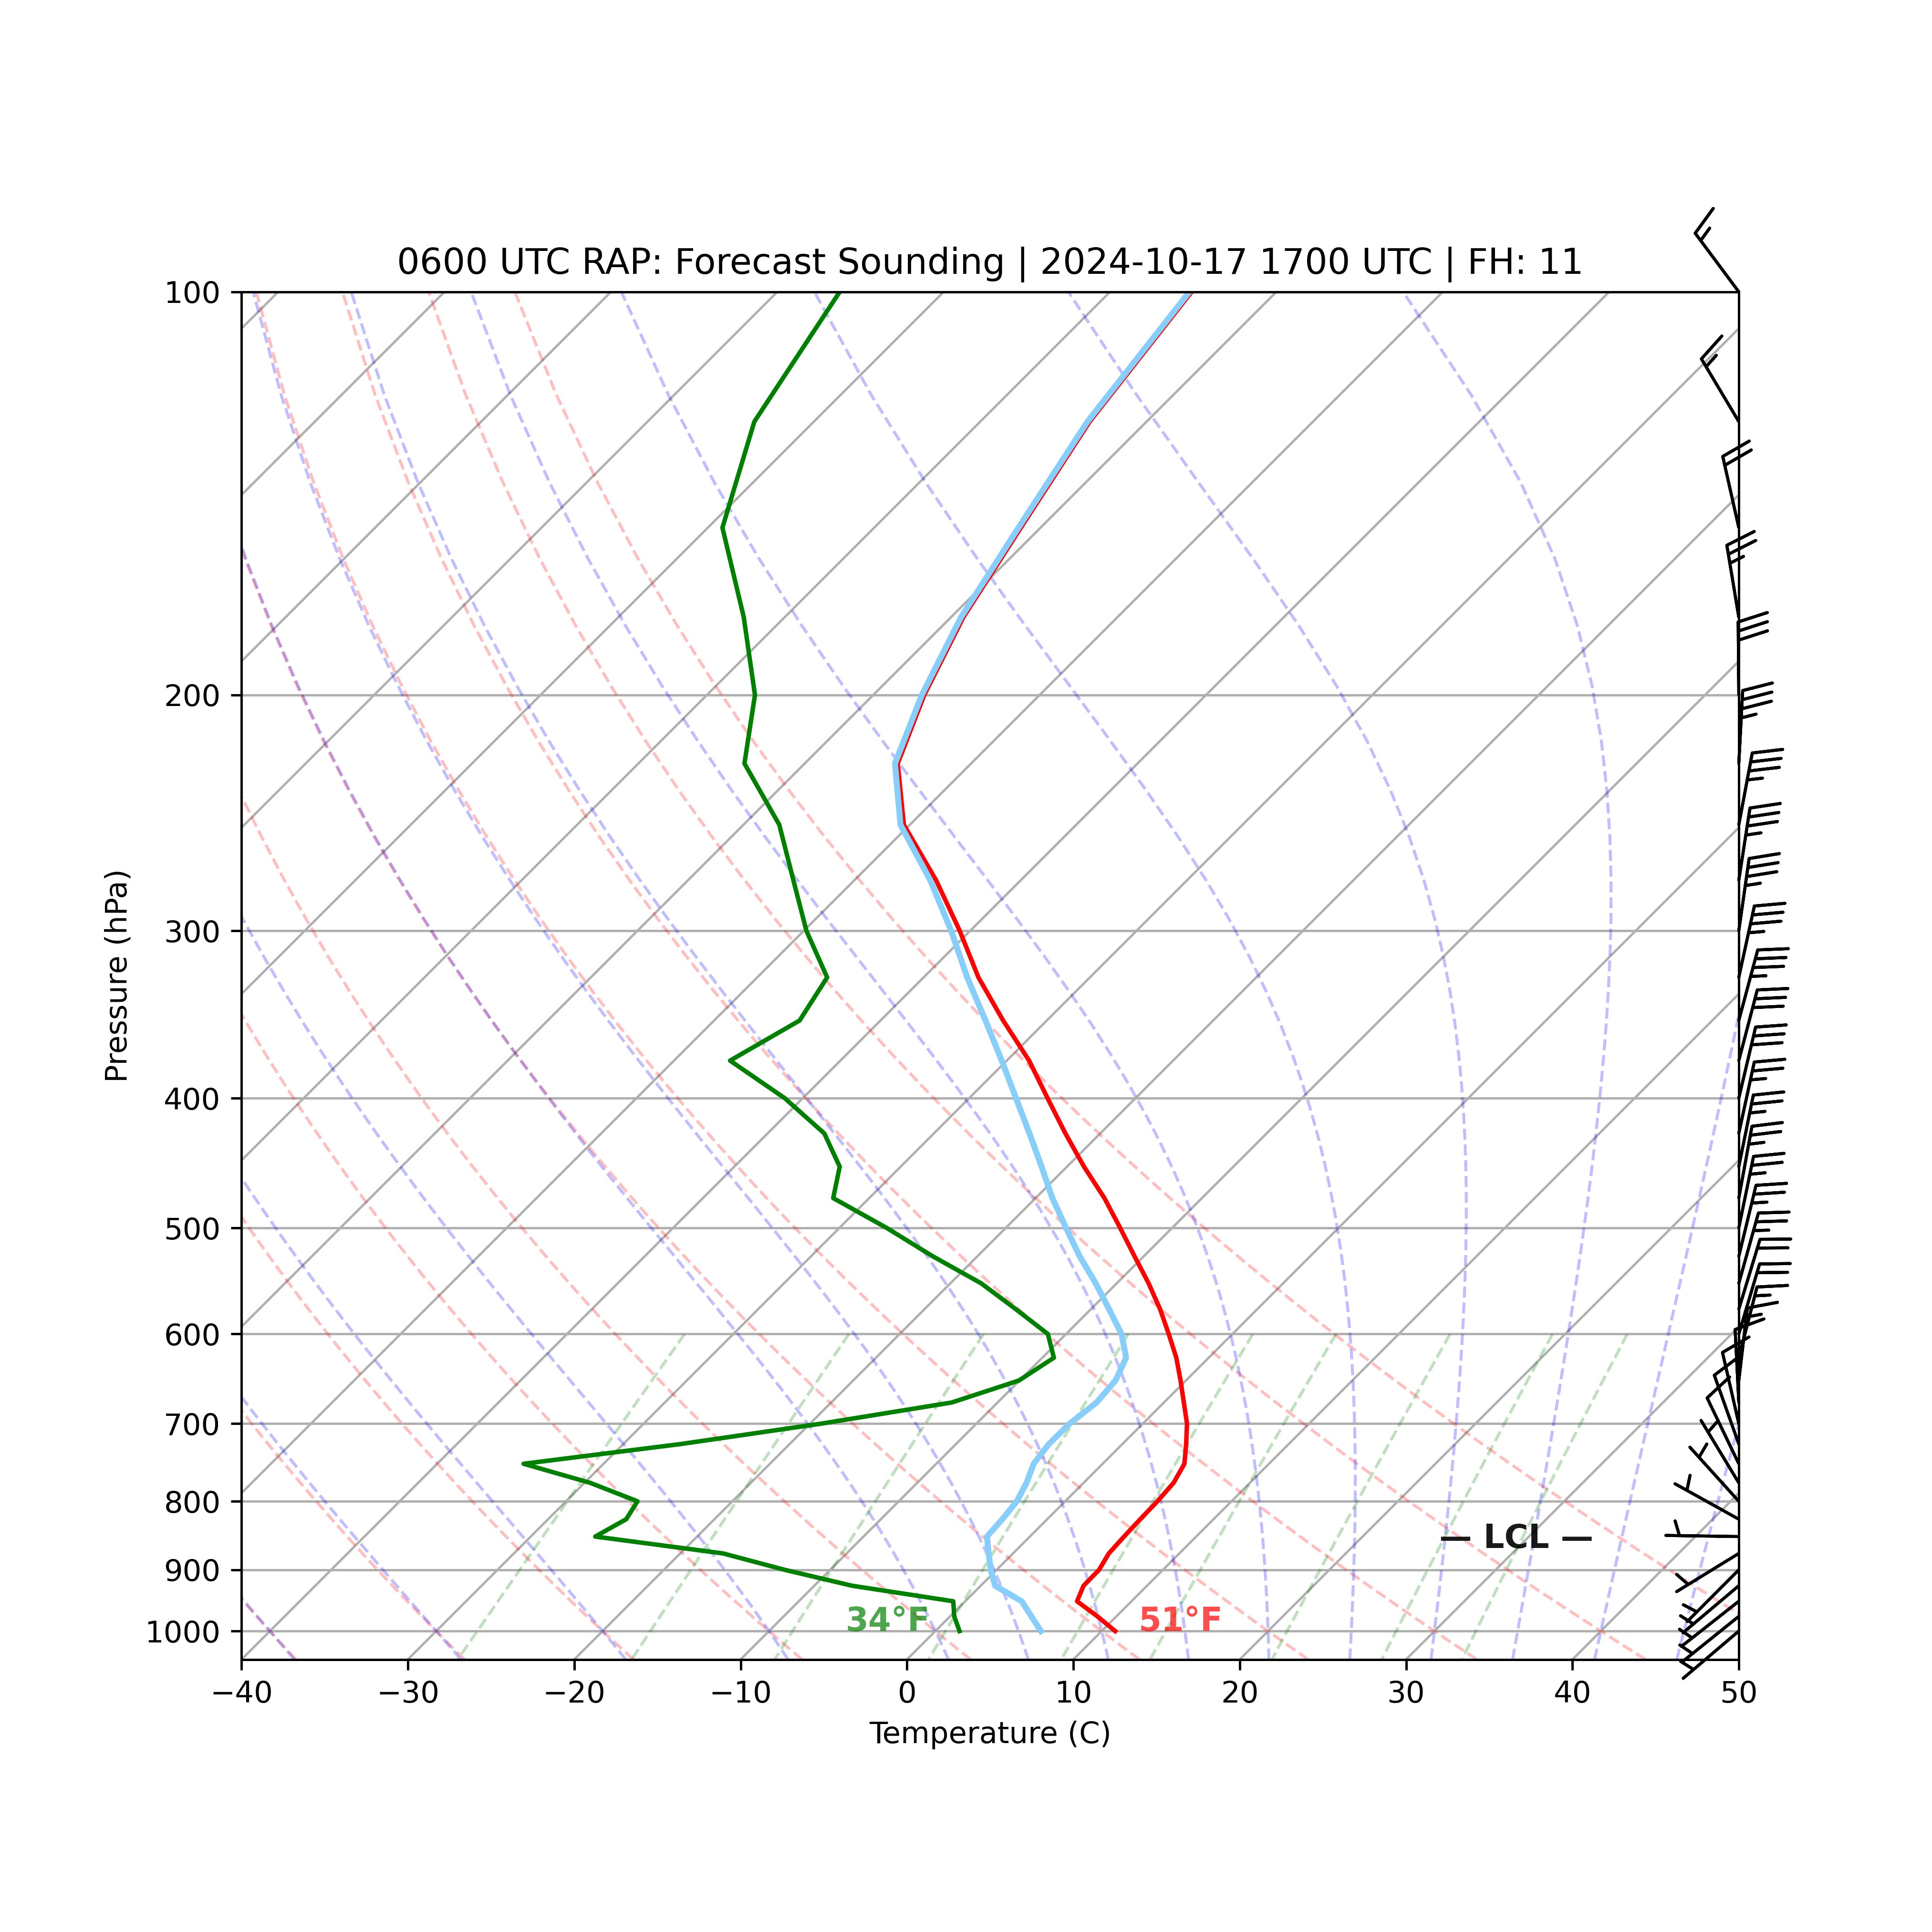 0600 UTC RAP: Forecast Sounding | 2024-10-17 1700 UTC | FH: 11
100
200
300
400
500
600
700
800
900
1000
Pressure (hPa)
— LCL —
34°F
51°F
−40 −30 −20 −10 0 10 20 30 40 50
Temperature (C)